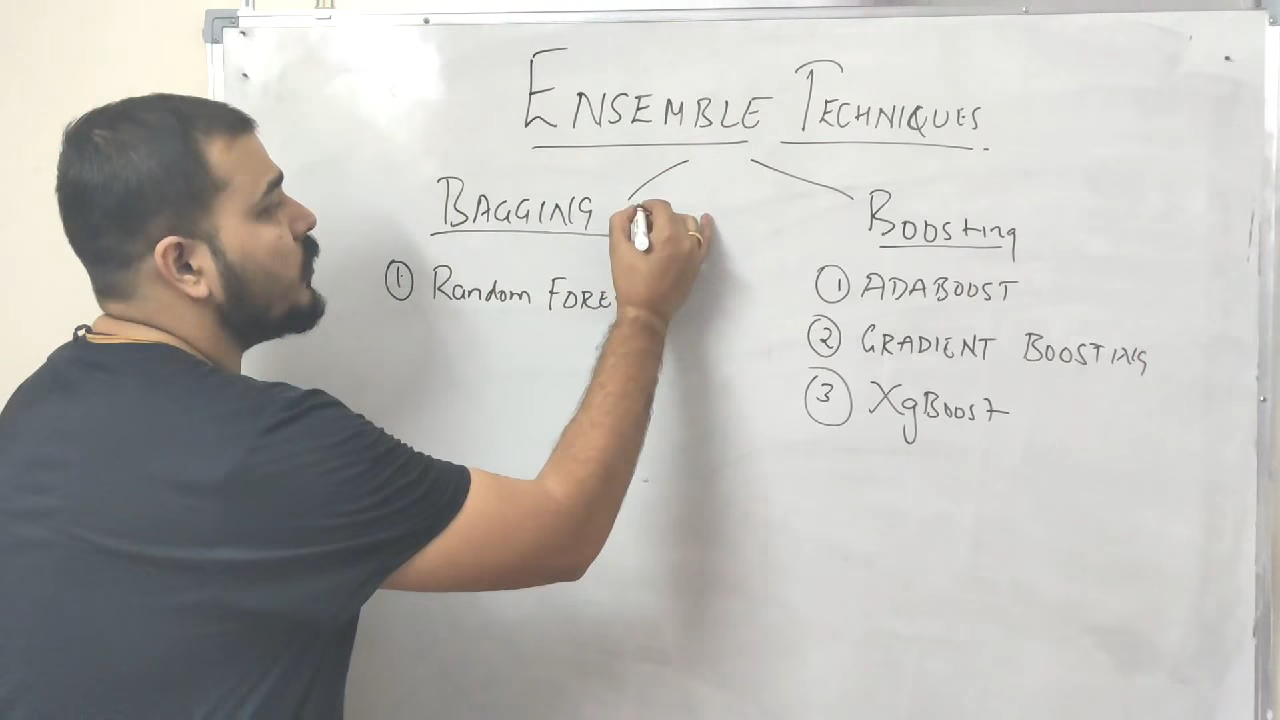 ENSEMBLE TECHNIQUES
BAGGING
① Random FORE
Boosting
① ADABOOST
② GRADIENT BOOSTING
③ XgBoost